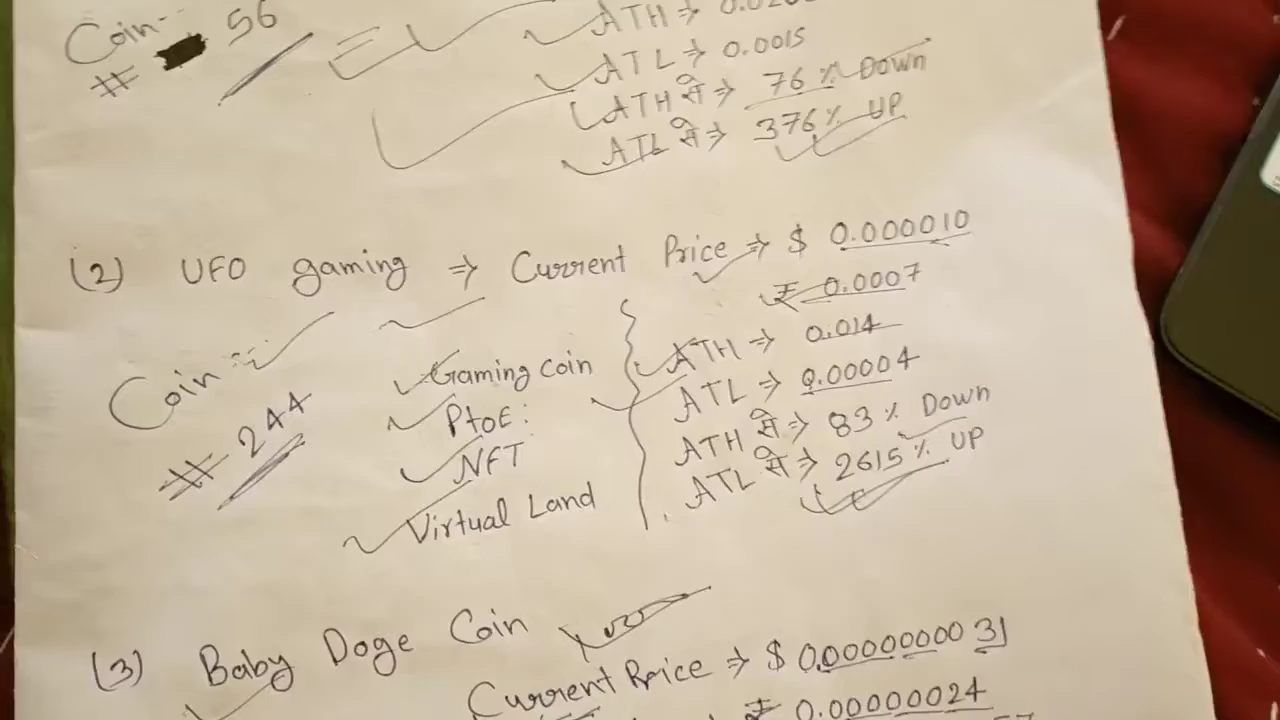 Coin- 56
#
ATH ⇒
ATL ⇒ 0.0015
ATH से ⇒ 76 % Down
ATL से ⇒ 376 % UP
(2) UFO gaming ⇒ Current Price ⇒ $ 0.000010
₹ 0.0007
Coin
# 244
Gaming coin
PtoE:
NFT
Virtual Land
ATH ⇒ 0.014
ATL ⇒ 0.00004
ATH से ⇒ 83 % Down
ATL से ⇒ 2615 % UP
(3) Baby Doge Coin
Current Price ⇒ $ 0.0000000031
₹ 0.00000024